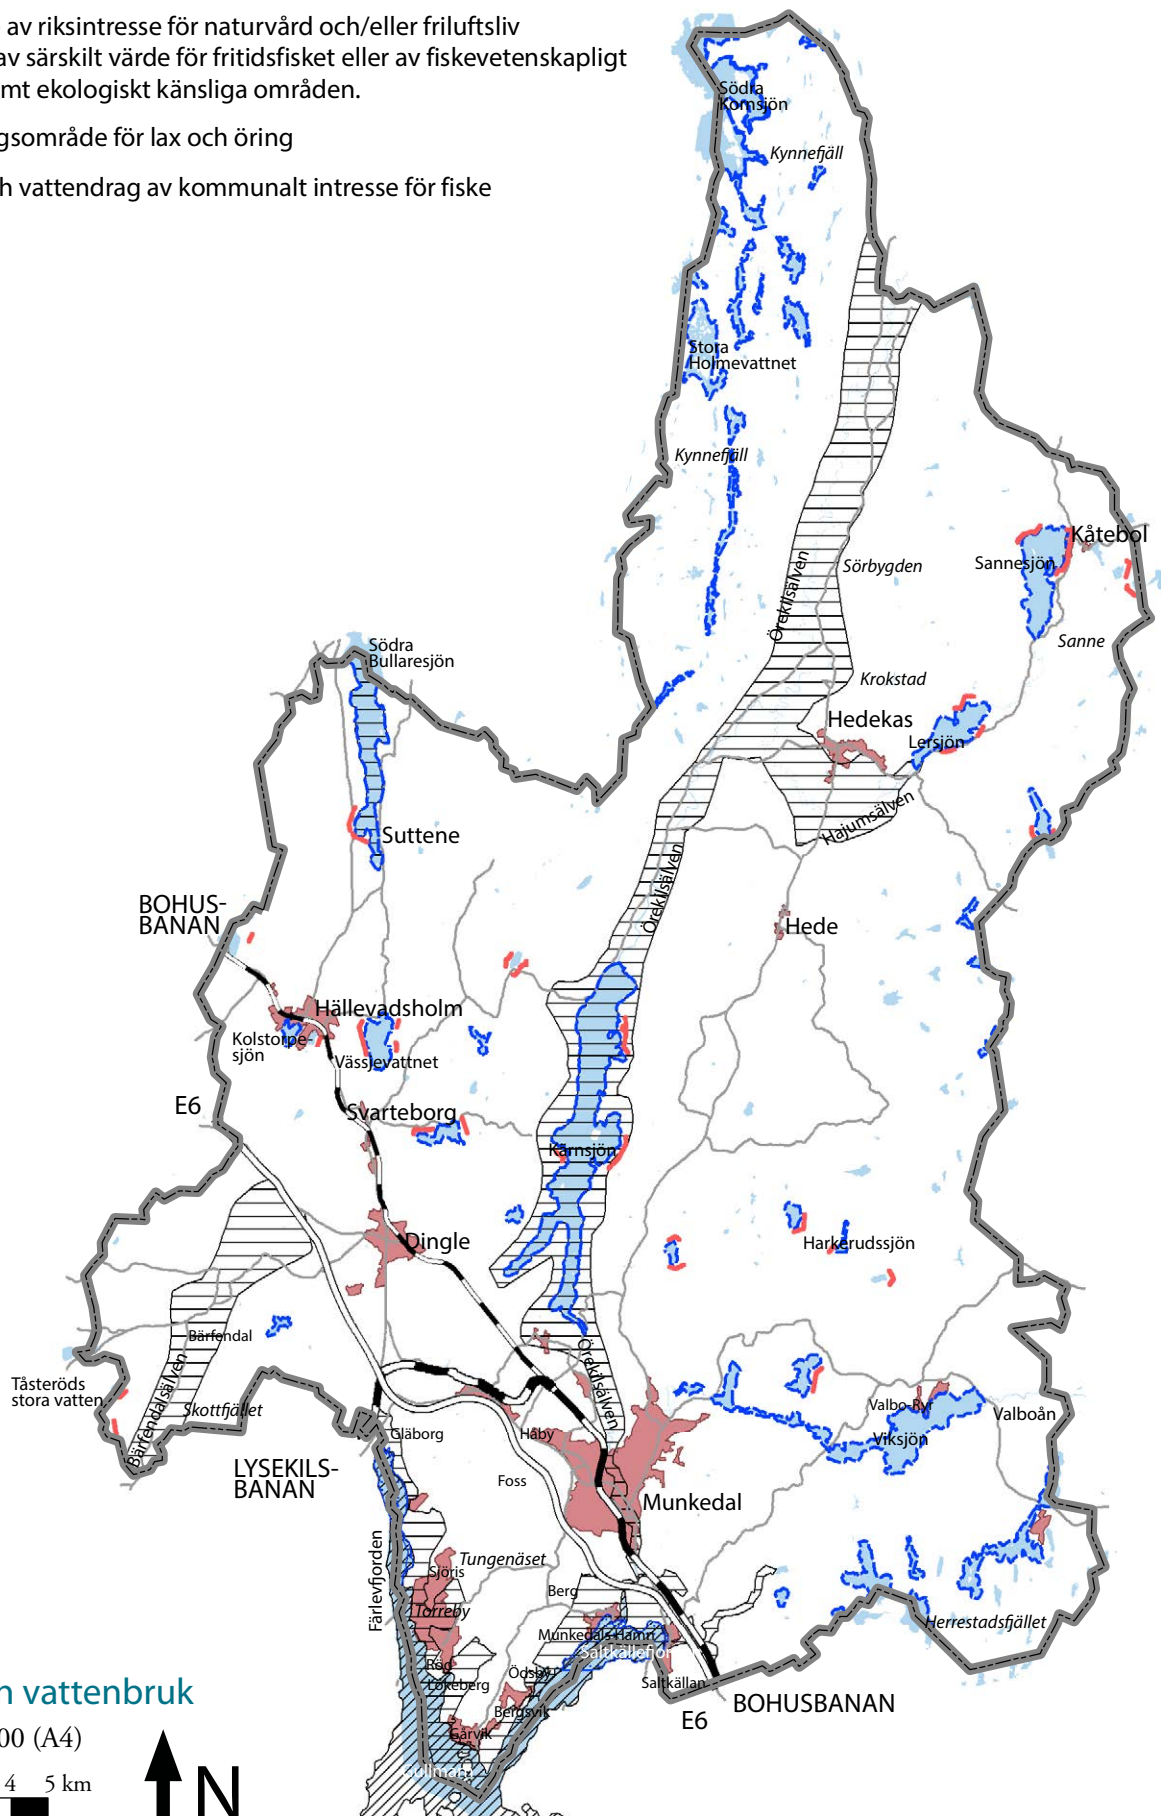 av riksintresse för naturvård och/eller friluftsliv
av särskilt värde för fritidsfisket eller av fiskevetenskapligt
mt ekologiskt känsliga områden.
gsområde för lax och öring
h vattendrag av kommunalt intresse för fiske
Södra
Kornsjön
Kynnefjäll
Stora
Holmevattnet
Kynnefjäll
Örekilsälven
Sörbygden
Sannesjön
Kåtebol
Sanne
Södra
Bullaresjön
Krokstad
Hedekas
Lersjön
Hajumsälven
Suttene
Örekilsälven
BOHUS-
BANAN
Hede
Hällevadsholm
Kolstorpe-
sjön
Vässjevattnet
E6
Svarteborg
Kärnsjön
Dingle
Harkerudssjön
Bärfendal
Örekilsälven
Tåsteröds
stora vatten
Bärfendalsälven
Skottfjället
Valbo-Ryr
Valboån
Viksjön
Gläborg
Håby
LYSEKILS-
BANAN
Foss
Munkedal
Färlevfjorden
Tungenäset
Sjöris
Berg
Torreby
Munkedals Hamn
Herrestadsfjället
Saltkällefjor
Röd
Lökeberg
Ödsby
Saltkällan
Bergsvik
BOHUSBANAN
E6
Gårvik
Gullmarn
n vattenbruk
00 (A4)
4 5 km
N